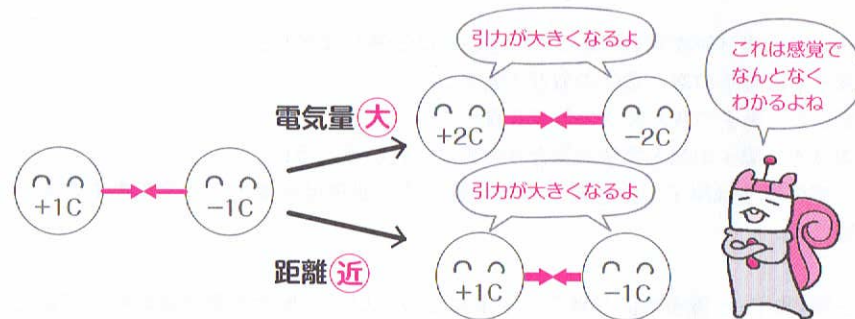 引力が大きくなるよ
これは感覚で
なんとなく
わかるよね
電気量大
+2C
−2C
+1C
−1C
引力が大きくなるよ
距離近
+1C
−1C